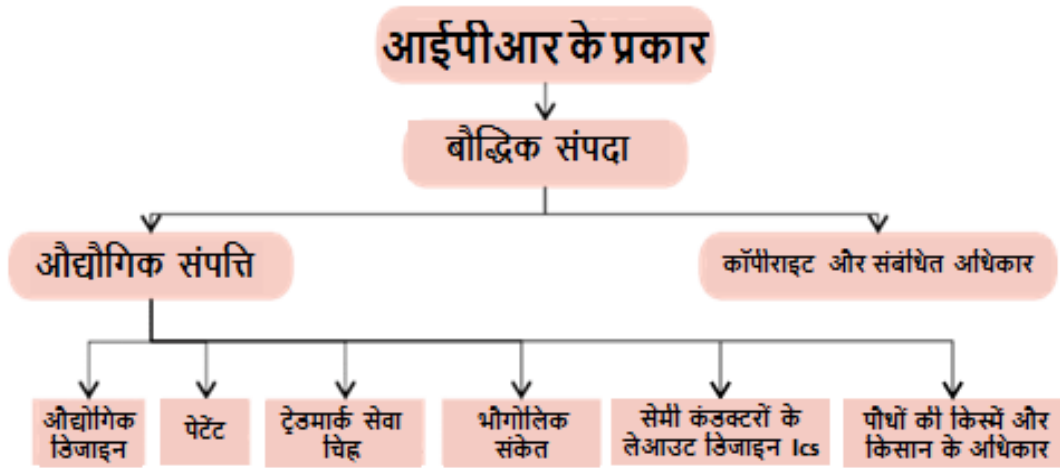 आईपीआर के प्रकार
बौद्धिक संपदा
औद्यौगिक संपत्ति
कॉपीराइट और संबंधित अधिकार
औद्योगिक
डिजाइन
पेटेंट
ट्रेडमार्क सेवा
चिह्न
भौगोलिक
संकेत
सेमी कंडक्टरों के
लेआउट डिजाइन Ics
पौधों की किस्में और
किसान के अधिकार